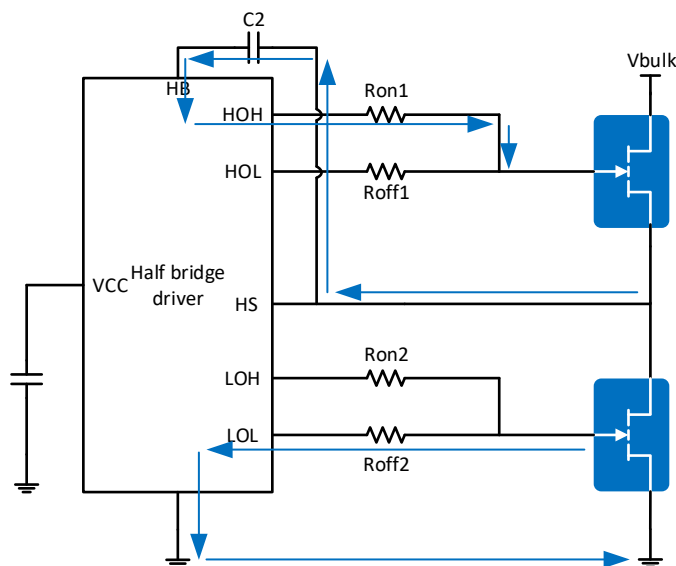 C2
Vbulk
HB
Ron1
HOH
HOL
Roff1
VCC
Half bridge
driver
HS
Ron2
LOH
LOL
Roff2